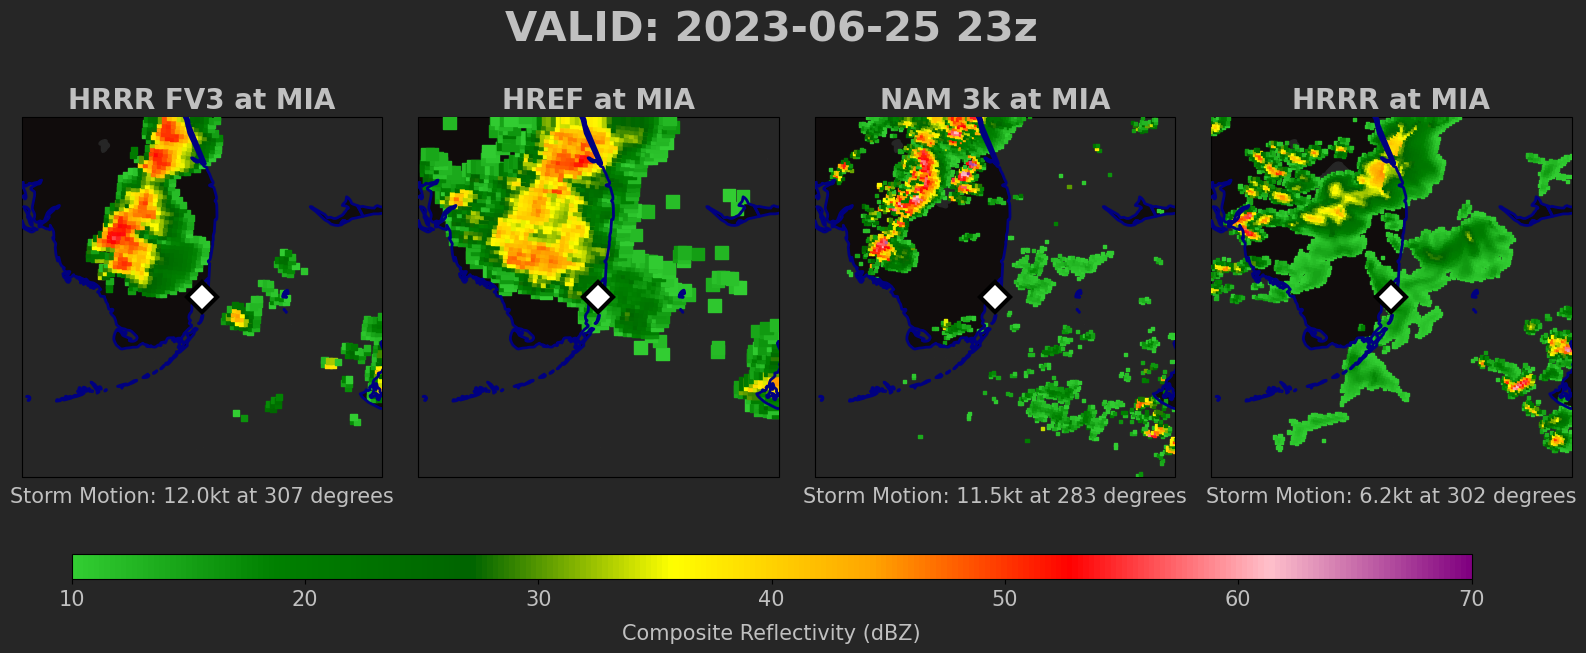 VALID: 2023-06-25 23z
HRRR FV3 at MIA
HREF at MIA
NAM 3k at MIA
HRRR at MIA
Storm Motion: 12.0kt at 307 degrees
Storm Motion: 11.5kt at 283 degrees
Storm Motion: 6.2kt at 302 degrees
10 20 30 40 50 60 70
Composite Reflectivity (dBZ)